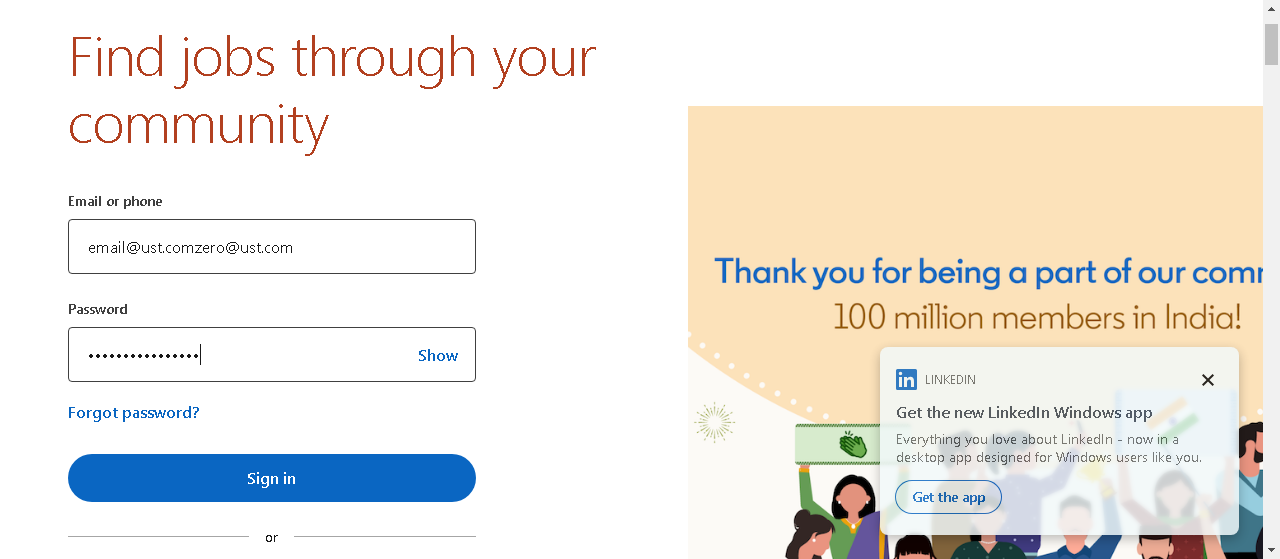 Find jobs through your
community
Email or phone
email@ust.comzero@ust.com
Password
••••••••••••••••
Show
Forgot password?
Sign in
or
Thank you for being a part of our
100 million members in India!
in LINKEDIN
Get the new LinkedIn Windows app
Everything you love about LinkedIn - now in a
desktop app designed for Windows users like you.
Get the app